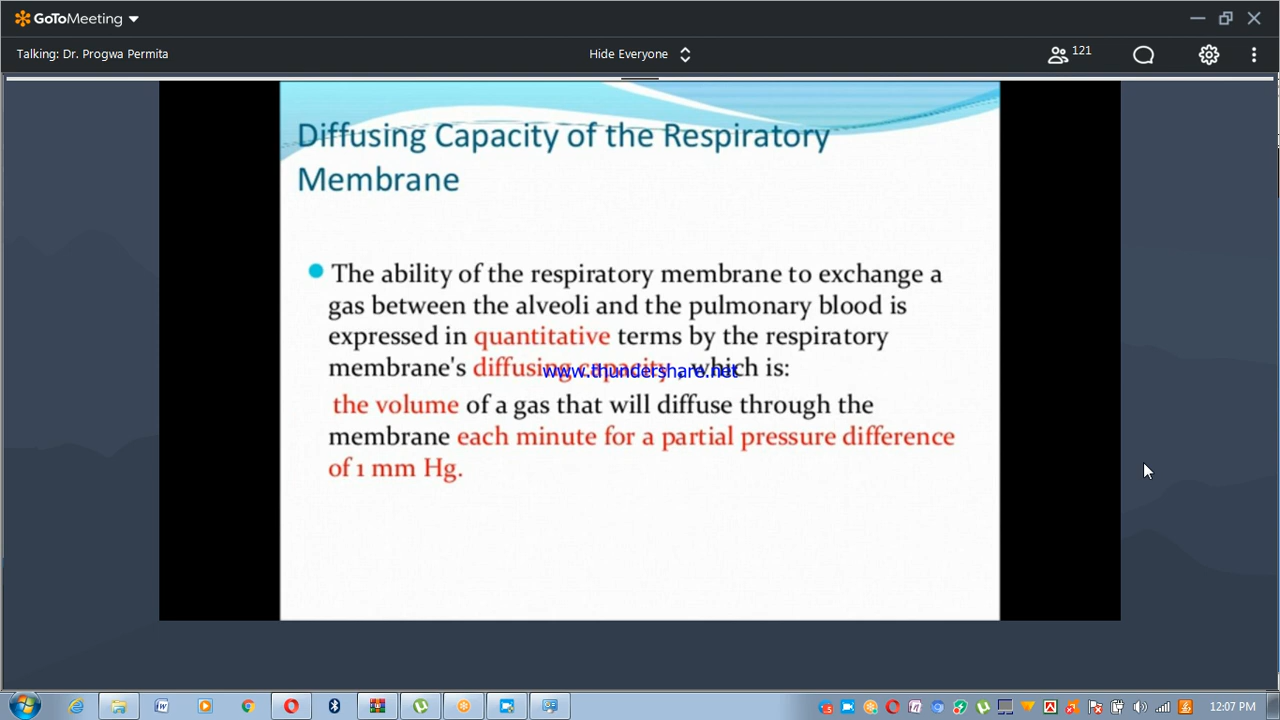 GoToMeeting
Talking: Dr. Progwa Permita
Hide Everyone
121
Diffusing Capacity of the Respiratory
Membrane
The ability of the respiratory membrane to exchange a
gas between the alveoli and the pulmonary blood is
expressed in quantitative terms by the respiratory
membrane's diffusing capacity, which is:
www.thundershare.net
the volume of a gas that will diffuse through the
membrane each minute for a partial pressure difference
of 1 mm Hg.
12:07 PM